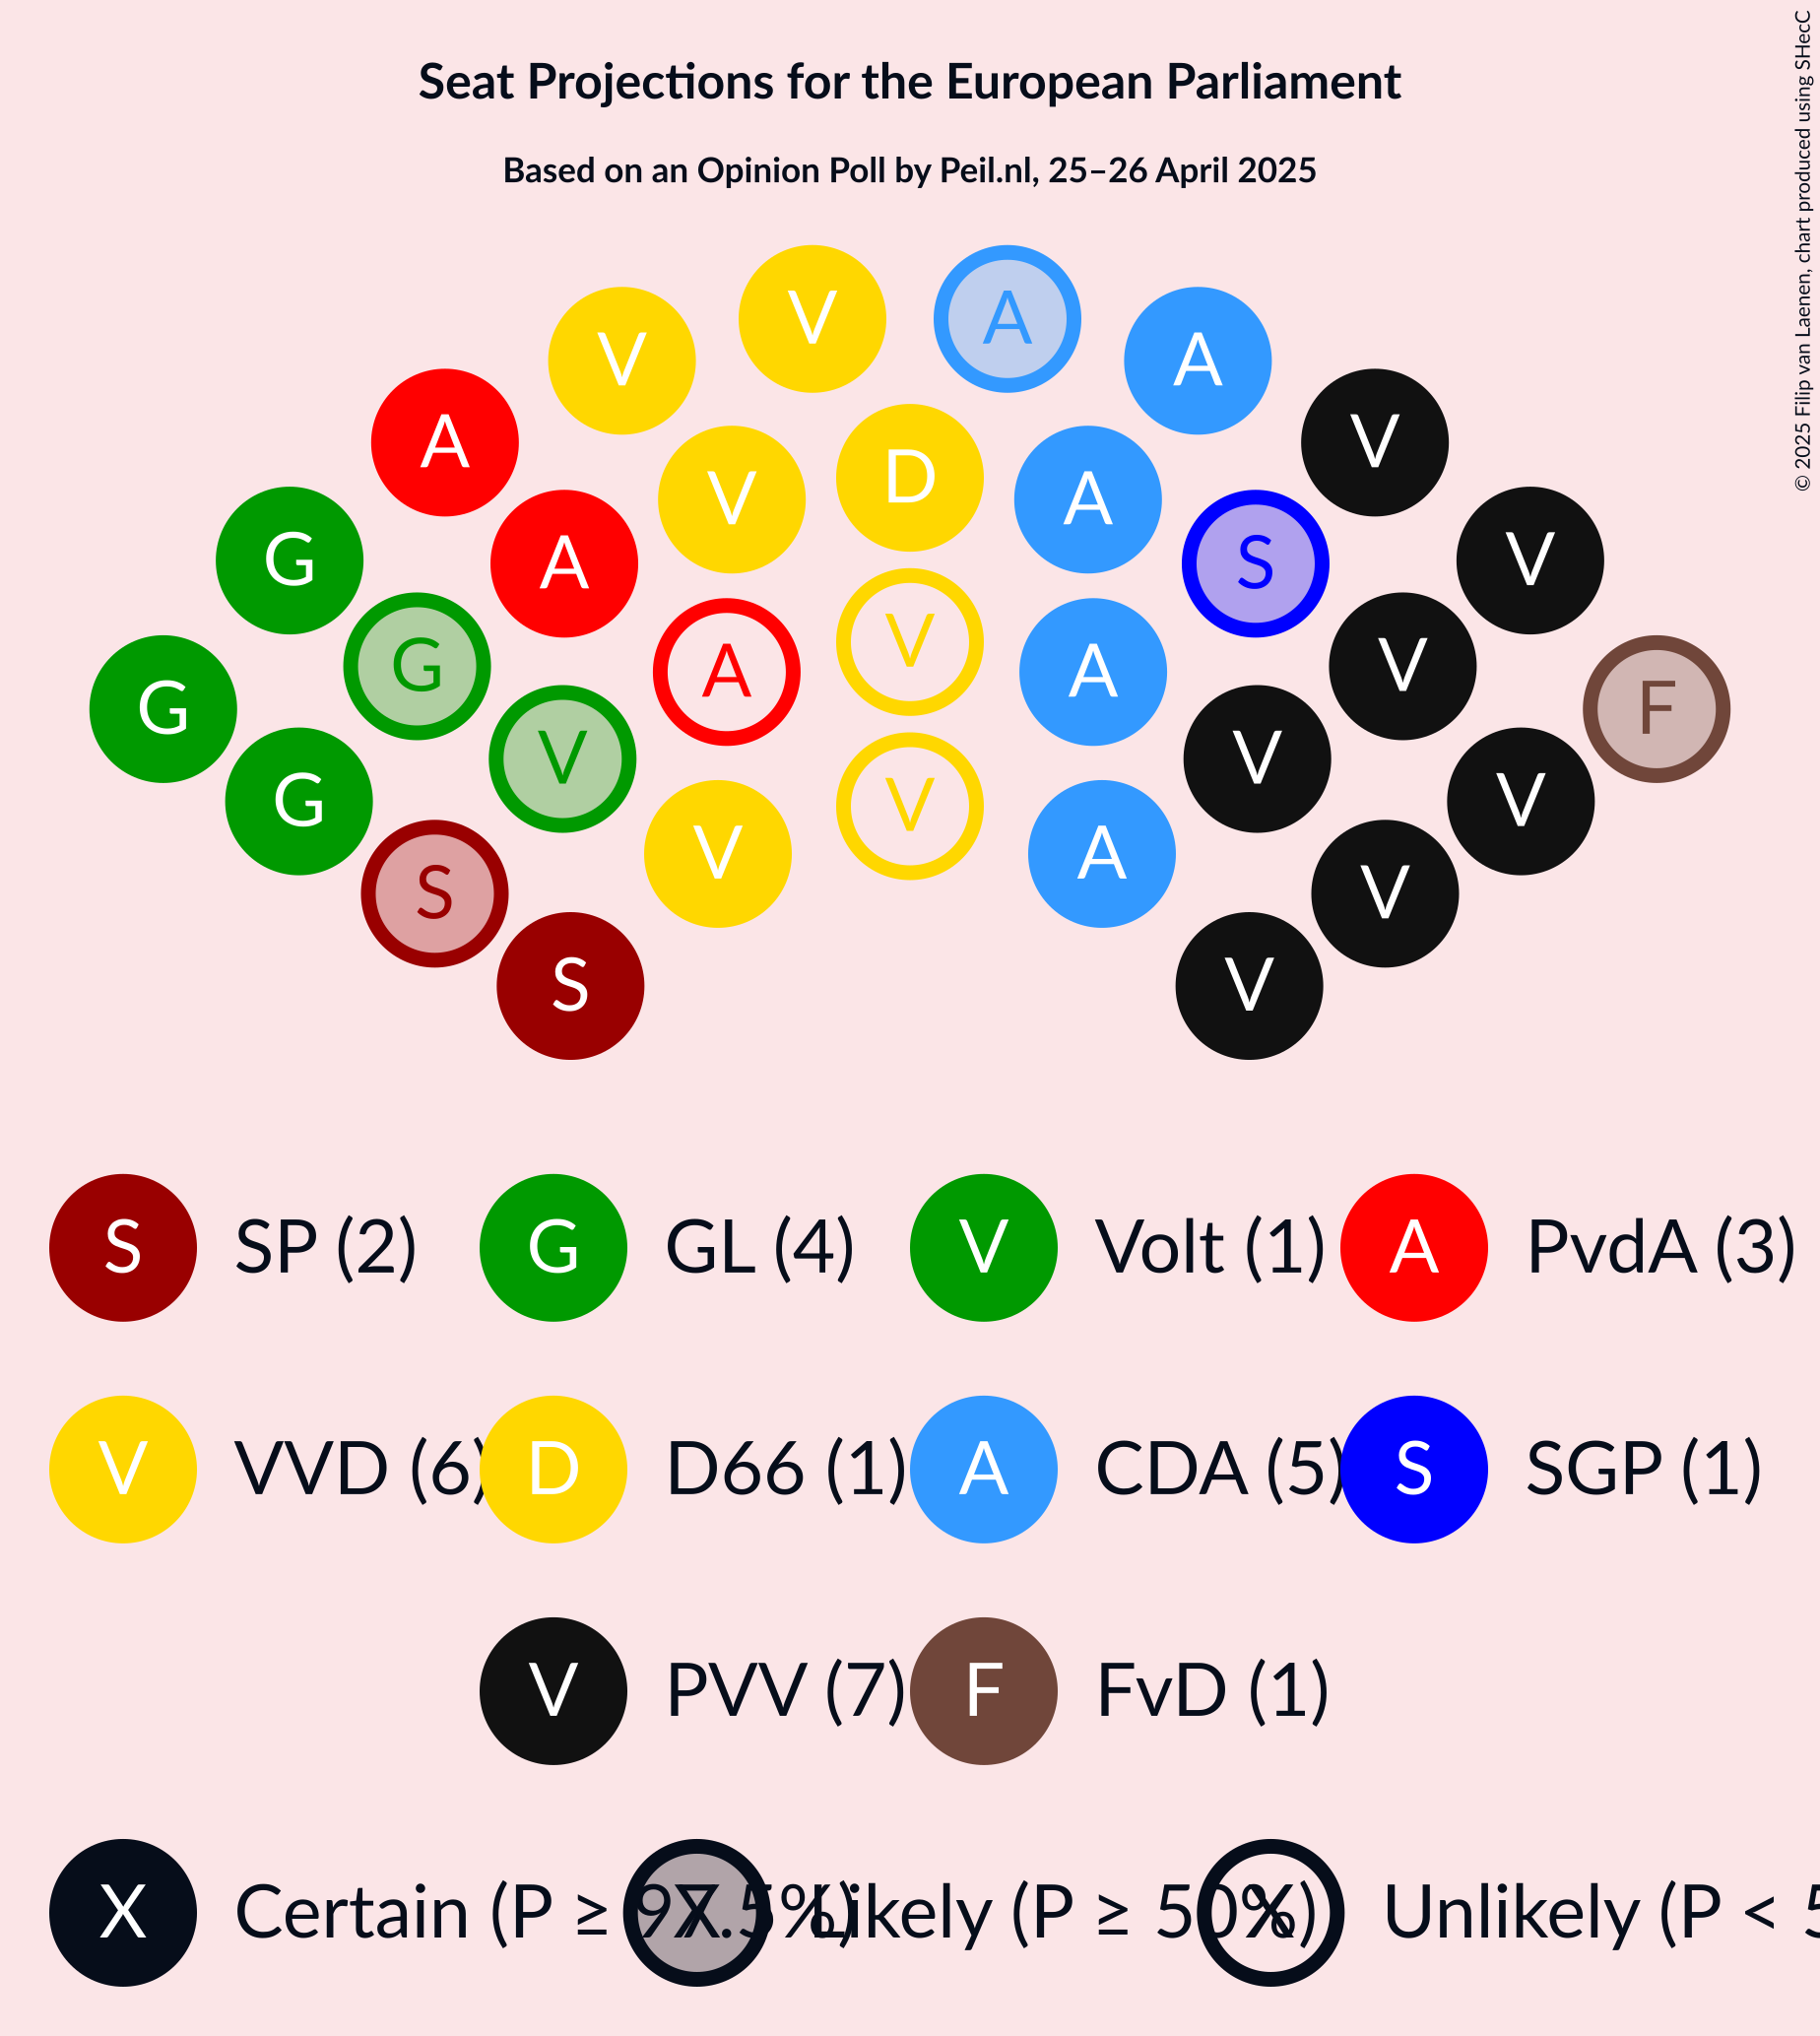 Seat Projections for the European Parliament
Based on an Opinion Poll by Peil.nl, 25–26 April 2025
© 2025 Filip van Laenen, chart produced using SHecC
V V A A
A V D A V
G A V A S V
G G A V A V F
G V V V V
S V A V
S V
S SP (2) G GL (4) V Volt (1) A PvdA (3)
V VVD (6) D D66 (1) A CDA (5) S SGP (1)
V PVV (7) F FvD (1)
X Certain (P ≥ 97.5%) X Likely (P ≥ 50%) X Unlikely (P < 5